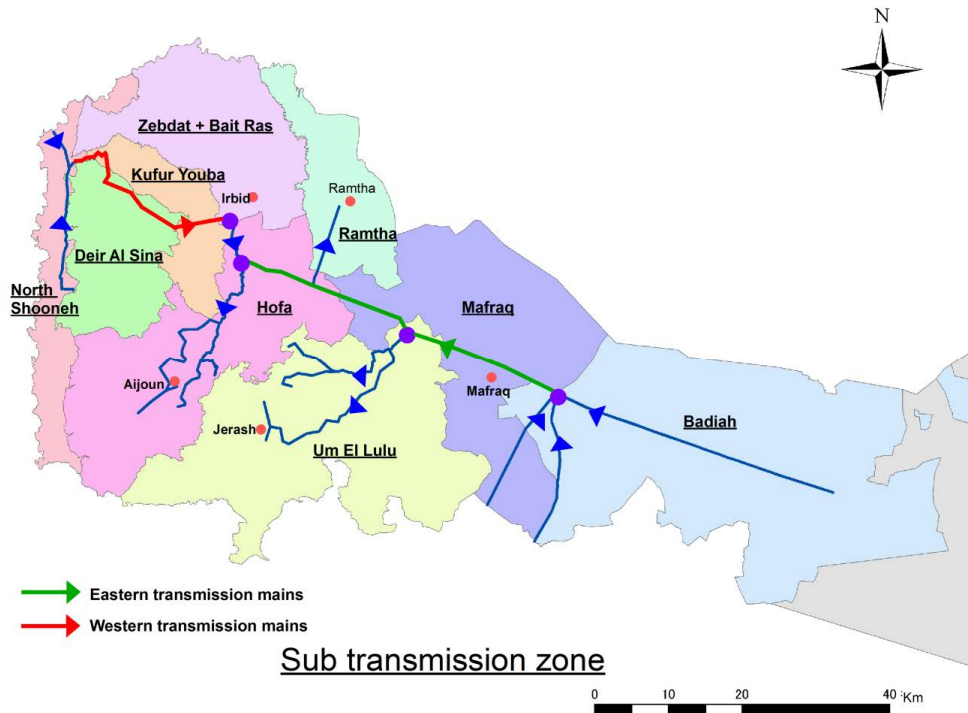 N
Zebdat + Bait Ras
Kufur Youba
Irbid
Ramtha
Ramtha
Deir Al Sina
North
Shooneh
Hofa
Mafraq
Aijoun
Mafraq
Jerash
Badiah
Um El Lulu
Eastern transmission mains
Western transmission mains
Sub transmission zone
0 10 20 40 Km